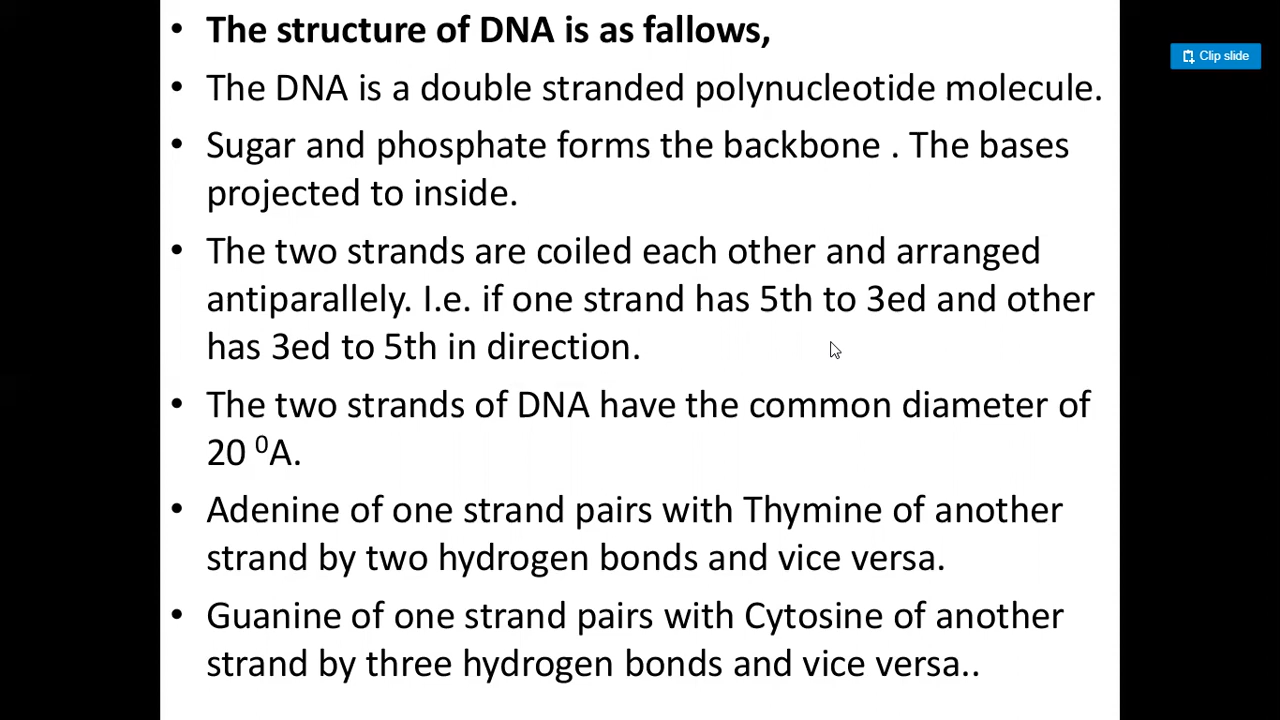 • The structure of DNA is as fallows,
Clip slide
• The DNA is a double stranded polynucleotide molecule.
• Sugar and phosphate forms the backbone . The bases
projected to inside.
• The two strands are coiled each other and arranged
antiparallely. I.e. if one strand has 5th to 3ed and other
has 3ed to 5th in direction.
• The two strands of DNA have the common diameter of
20 ⁰A.
• Adenine of one strand pairs with Thymine of another
strand by two hydrogen bonds and vice versa.
• Guanine of one strand pairs with Cytosine of another
strand by three hydrogen bonds and vice versa..